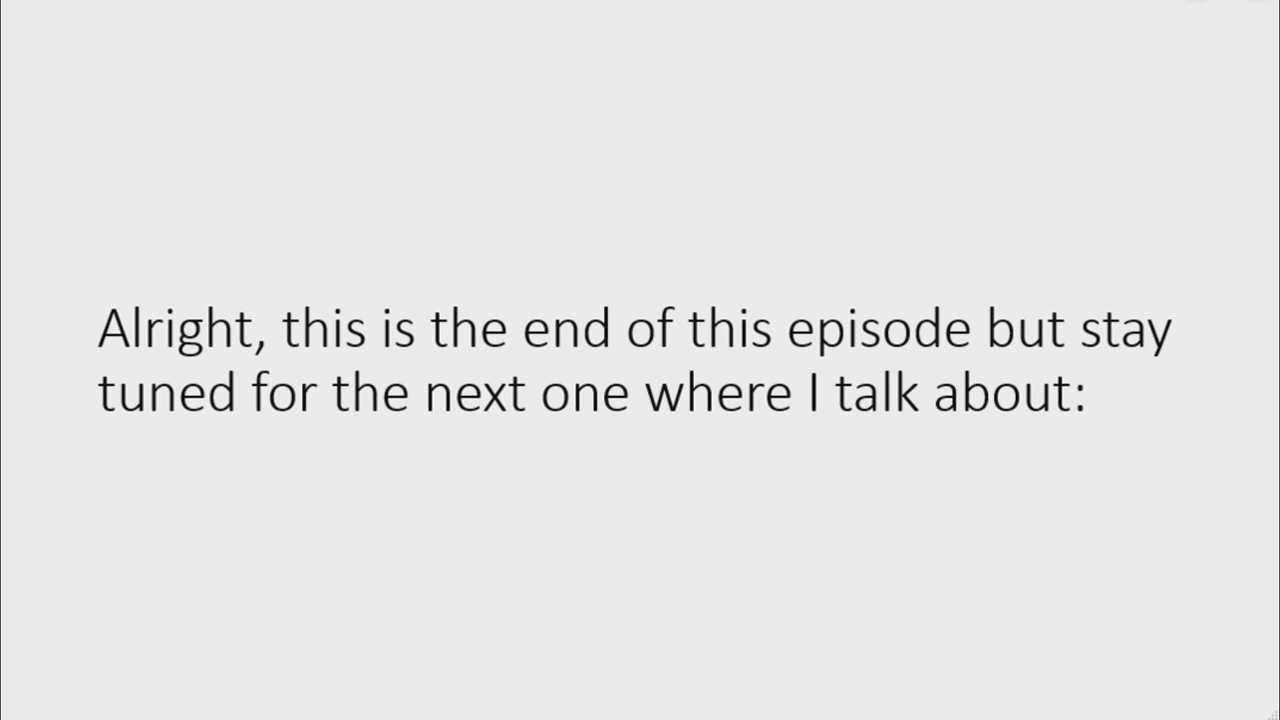 Alright, this is the end of this episode but stay
tuned for the next one where I talk about: